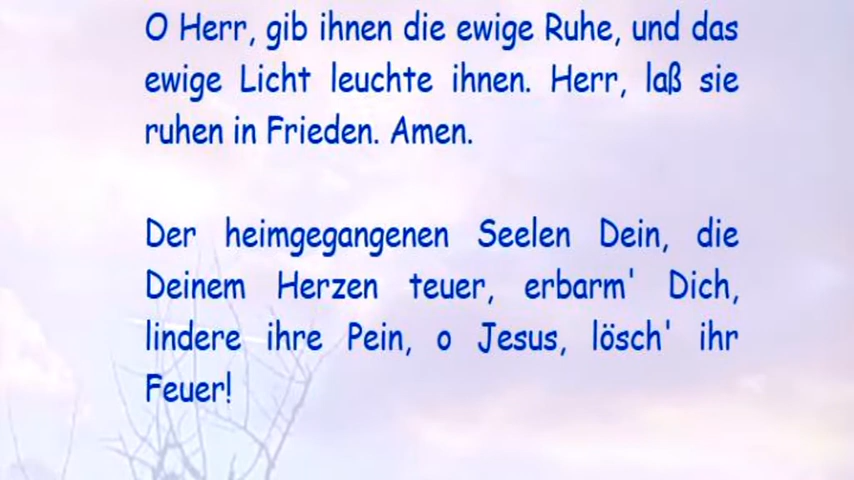 O Herr, gib ihnen die ewige Ruhe, und das
ewige Licht leuchte ihnen. Herr, laß sie
ruhen in Frieden. Amen.
Der heimgegangenen Seelen Dein, die
Deinem Herzen teuer, erbarm' Dich,
lindere ihre Pein, o Jesus, lösch' ihr
Feuer!